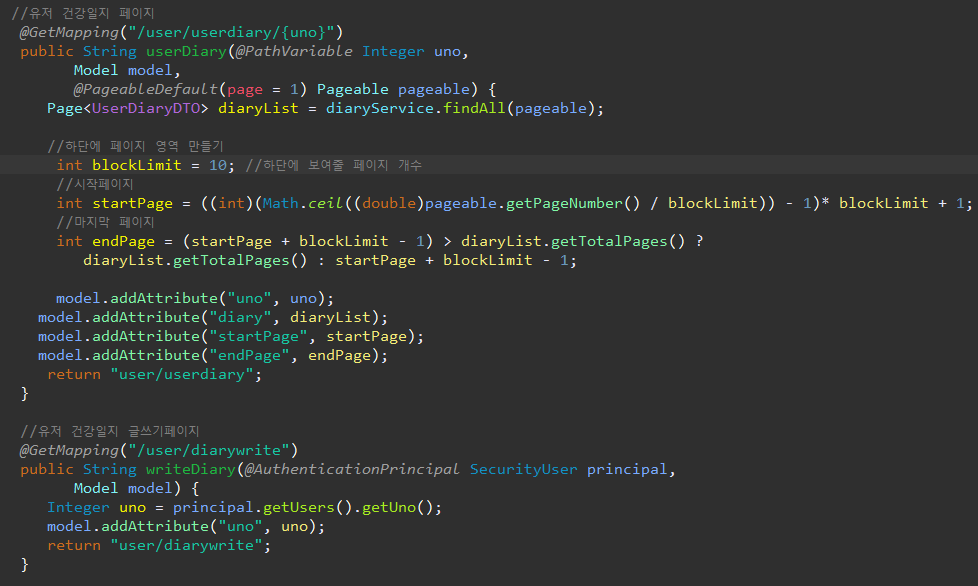 //유저 건강일지 페이지
@GetMapping("/user/userdiary/{uno}")
public String userDiary(@PathVariable Integer uno,
Model model,
@PageableDefault(page = 1) Pageable pageable) {
Page<UserDiaryDTO> diaryList = diaryService.findAll(pageable);
//하단에 페이지 영역 만들기
int blockLimit = 10; //하단에 보여줄 페이지 개수
//시작페이지
int startPage = ((int)(Math.ceil((double)pageable.getPageNumber() / blockLimit)) - 1)* blockLimit + 1;
//마지막 페이지
int endPage = (startPage + blockLimit - 1) > diaryList.getTotalPages() ?
diaryList.getTotalPages() : startPage + blockLimit - 1;
model.addAttribute("uno", uno);
model.addAttribute("diary", diaryList);
model.addAttribute("startPage", startPage);
model.addAttribute("endPage", endPage);
return "user/userdiary";
}
//유저 건강일지 글쓰기페이지
@GetMapping("/user/diarywrite")
public String writeDiary(@AuthenticationPrincipal SecurityUser principal,
Model model) {
Integer uno = principal.getUsers().getUno();
model.addAttribute("uno", uno);
return "user/diarywrite";
}